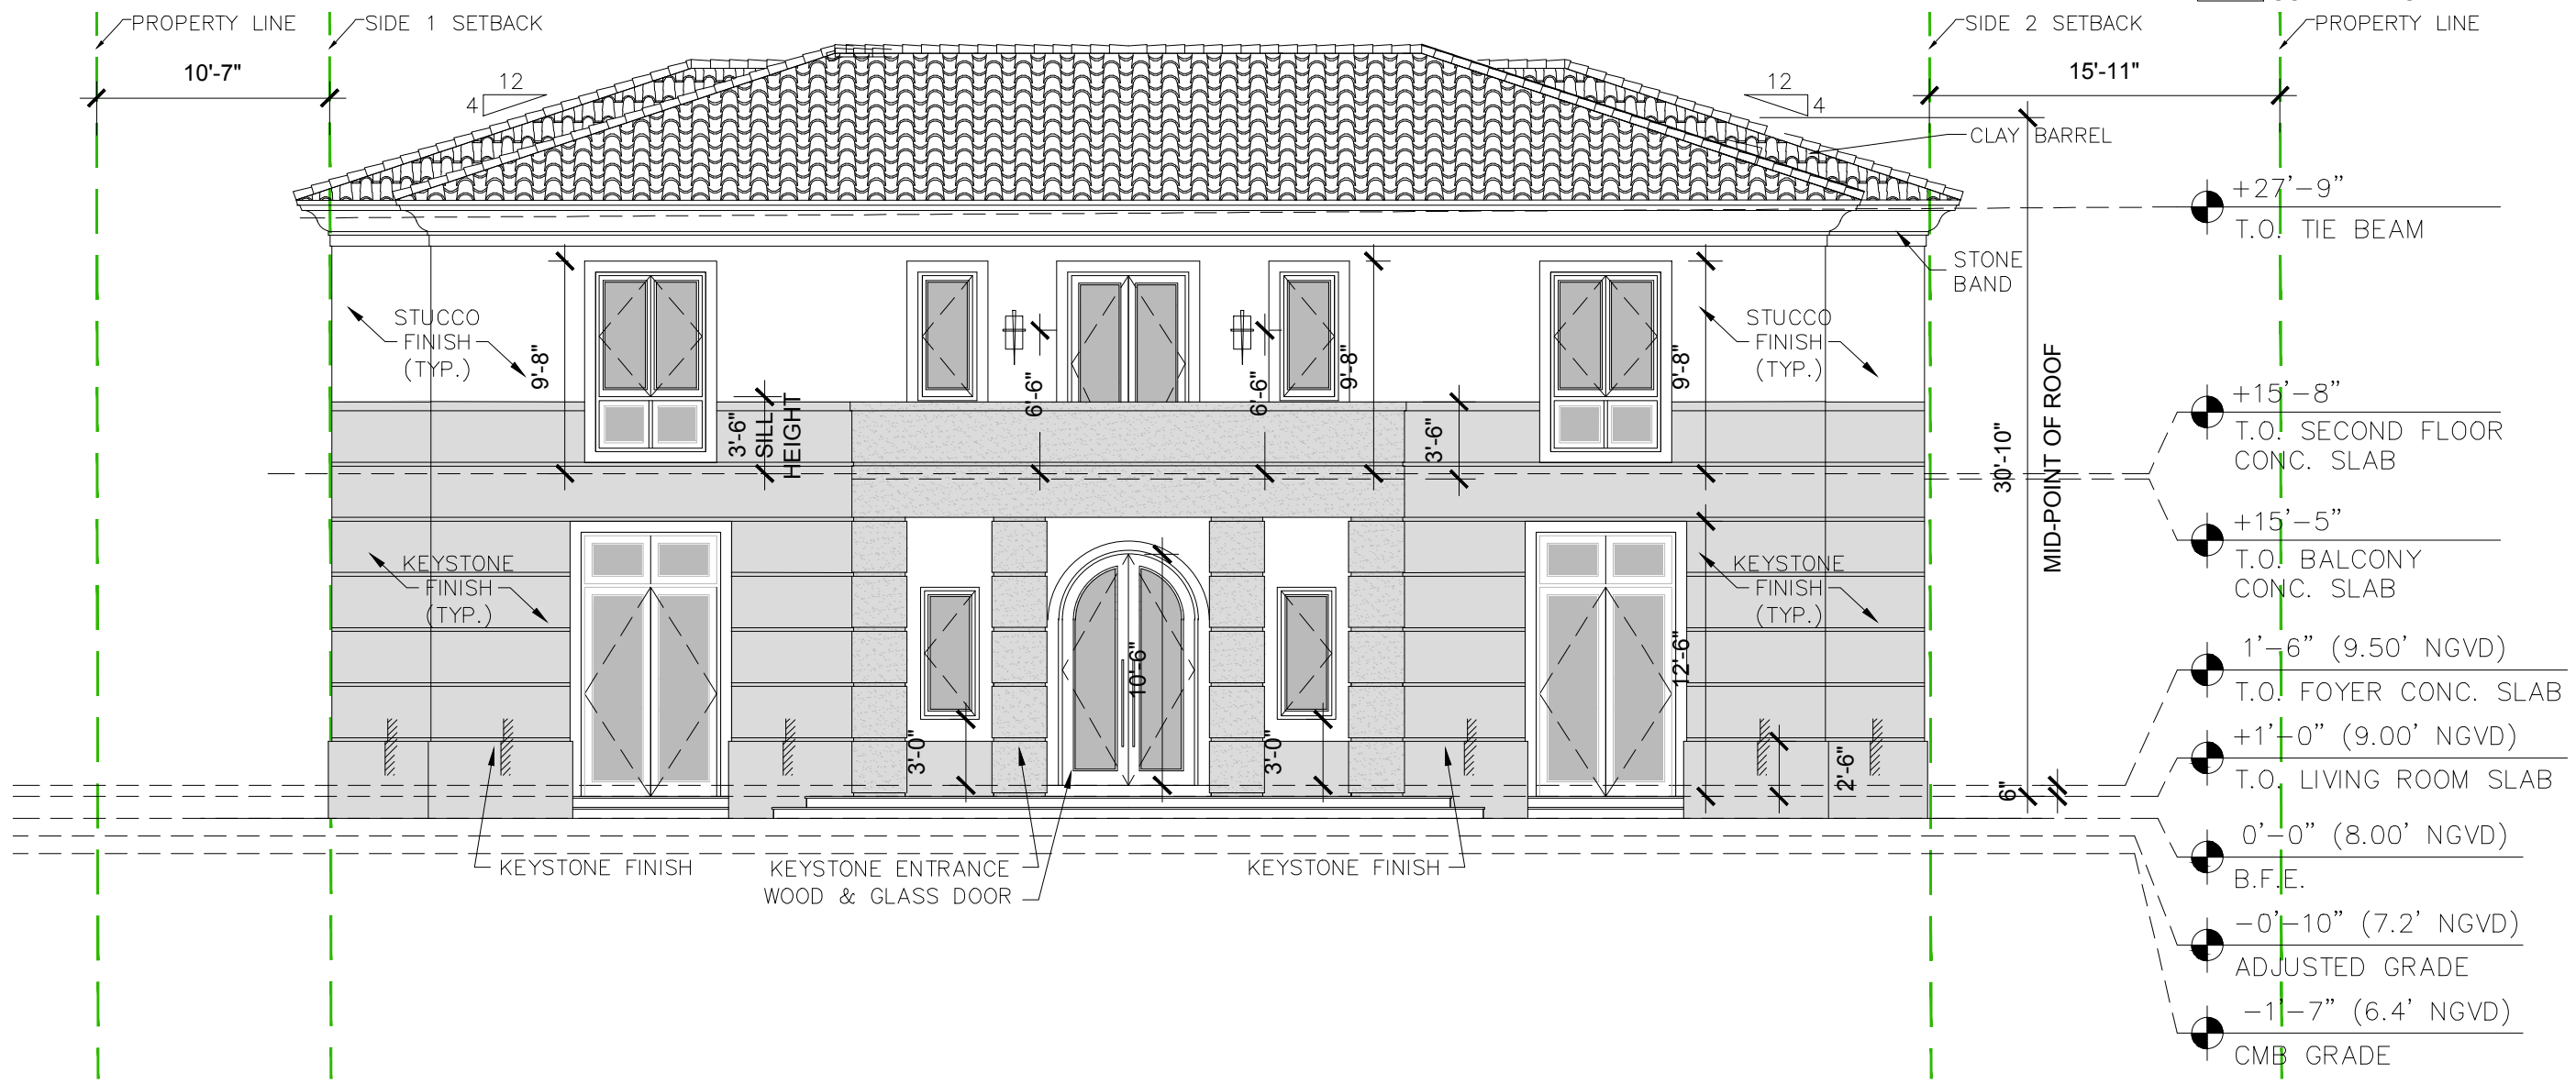 PROPERTY LINE
SIDE 1 SETBACK
SIDE 2 SETBACK
PROPERTY LINE
10'-7"
15'-11"
12
4
12
4
CLAY BARREL
+27'-9"
T.O. TIE BEAM
STONE
BAND
STUCCO
FINISH
(TYP.)
9'-8"
6'-6"
6'-6"
9'-8"
9'-8"
STUCCO
FINISH
(TYP.)
3'-6"
SILL
HEIGHT
3'-6"
30'-10"
MID-POINT OF ROOF
+15'-8"
T.O. SECOND FLOOR
CONC. SLAB
+15'-5"
T.O. BALCONY
CONC. SLAB
KEYSTONE
FINISH
(TYP.)
KEYSTONE
FINISH
(TYP.)
10'-6"
12'-6"
3'-0"
3'-0"
2'-6"
6"
1'-6" (9.50' NGVD)
T.O. FOYER CONC. SLAB
+1'-0" (9.00' NGVD)
T.O. LIVING ROOM SLAB
0'-0" (8.00' NGVD)
B.F.E.
-0'-10" (7.2' NGVD)
ADJUSTED GRADE
-1'-7" (6.4' NGVD)
CMB GRADE
KEYSTONE FINISH
KEYSTONE ENTRANCE
WOOD & GLASS DOOR
KEYSTONE FINISH